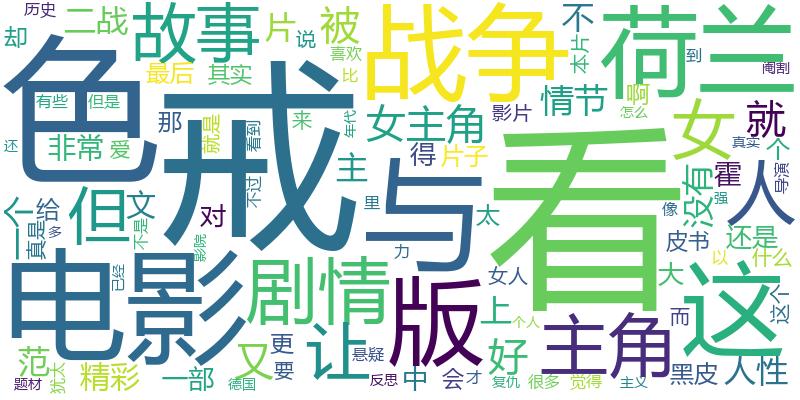 历史
却
二战
故事
片
说
被
喜欢
比
战争
不
本片
荷兰
到
阉割
色戒
最后
其实
有些
但是
那
就是
看到
来
年代
女主角
影片
情节
啊
怎么
女
就
真实
个
导演
还
非常
爱
主
得
片子
与
看
没有
霍
人
一个
真是
多
但
给
文
不是
对
不过
影院
里
力
太
皮书
像
强
还是
以
什么
这个
电影
已经
剧情
版
女人
上
个人
大
这
而
范
题材
犹太
精彩
一部
又
德国
让
更
要
悬疑
反思
中
会
才
好
复仇
很多
主角
觉得
主义
黑皮
人性